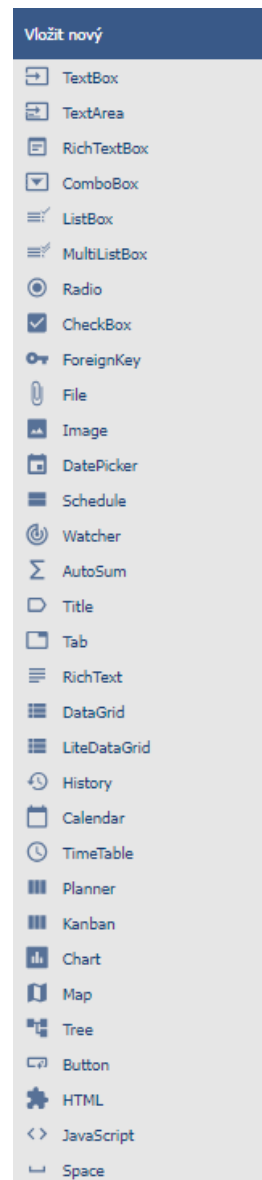 Vložit nový
TextBox
TextArea
RichTextBox
ComboBox
ListBox
MultiListBox
Radio
CheckBox
ForeignKey
File
Image
DatePicker
Schedule
Watcher
AutoSum
Title
Tab
RichText
DataGrid
LiteDataGrid
History
Calendar
TimeTable
Planner
Kanban
Chart
Map
Tree
Button
HTML
JavaScript
Space